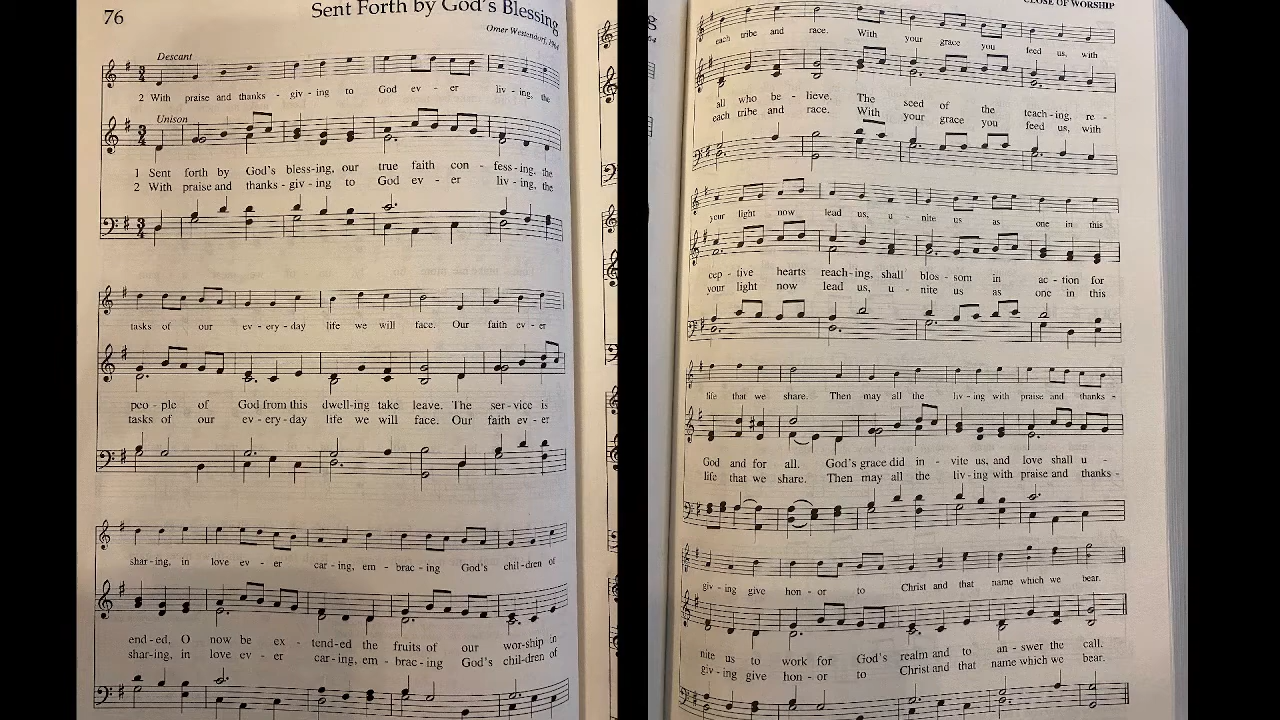 76
Sent Forth by God's Blessing
Omer Westendorf, 1964
Descant
2 With praise and thanks - giv - ing to God ev - er liv - ing, the
Unison
1 Sent forth by God's bless - ing, our true faith con - fess - ing, the
2 With praise and thanks - giv - ing to God ev - er liv - ing, the
tasks of our ev - ery - day life we will face. Our faith ev - er
peo - ple of God from this dwell - ing take leave. The ser - vice is
tasks of our ev - ery - day life we will face. Our faith ev - er
shar - ing, in love ev - er car - ing, em - brac - ing God's chil - dren of
end - ed, O now be ex - tend - ed the fruits of our wor - ship in
shar - ing, in love ev - er car - ing, em - brac - ing God's chil - dren of
CLOSE OF WORSHIP
each tribe and race. With your grace you feed us, with
all who be - lieve. The seed of the teach - ing, re -
each tribe and race. With your grace you feed us, with
your light now lead us, u - nite us as one in this
cep - tive hearts reach - ing, shall blos - som in ac - tion for
your light now lead us, u - nite us as one in this
life that we share. Then may all the liv - ing with praise and thanks -
God and for all. God's grace did in - vite us, and love shall u -
life that we share. Then may all the liv - ing with praise and thanks -
giv - ing give hon - or to Christ and that name which we bear.
nite us to work for God's realm and to an - swer the call.
giv - ing give hon - or to Christ and that name which we bear.